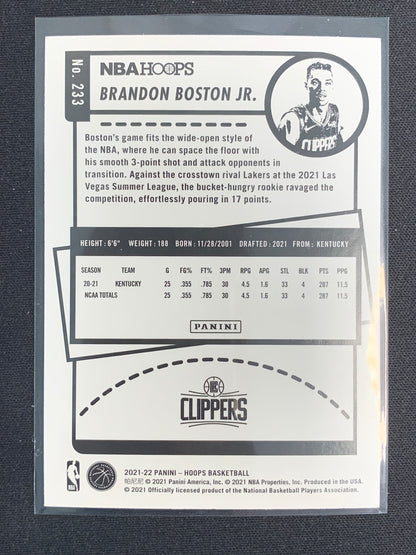 No. 233
NBA HOOPS
BRANDON BOSTON JR.
CLIPPERS
Boston's game fits the wide-open style of
the NBA, where he can space the floor with
his smooth 3-point shot and attack opponents in
transition. Against the crosstown rival Lakers at the 2021 Las
Vegas Summer League, the bucket-hungry rookie ravaged the
competition, effortlessly pouring in 17 points.
HEIGHT: 6'6" WEIGHT: 188 BORN: 11/28/2001 DRAFTED: 2021 FROM: KENTUCKY
SEASON TEAM G FG% FT% 3PM RPG APG STL BLK PTS PPG
20-21 KENTUCKY 25 .355 .785 30 4.5 1.6 33 4 287 11.5
NCAA TOTALS 25 .355 .785 30 4.5 1.6 33 4 287 11.5
PANINI
CLIPPERS
2021-22 PANINI – HOOPS BASKETBALL
帕尼尼 © 2021 Panini America, Inc. © 2021 NBA Properties, Inc. Produced in the USA.
© 2021 Officially licensed product of the National Basketball Players Association.
NBA